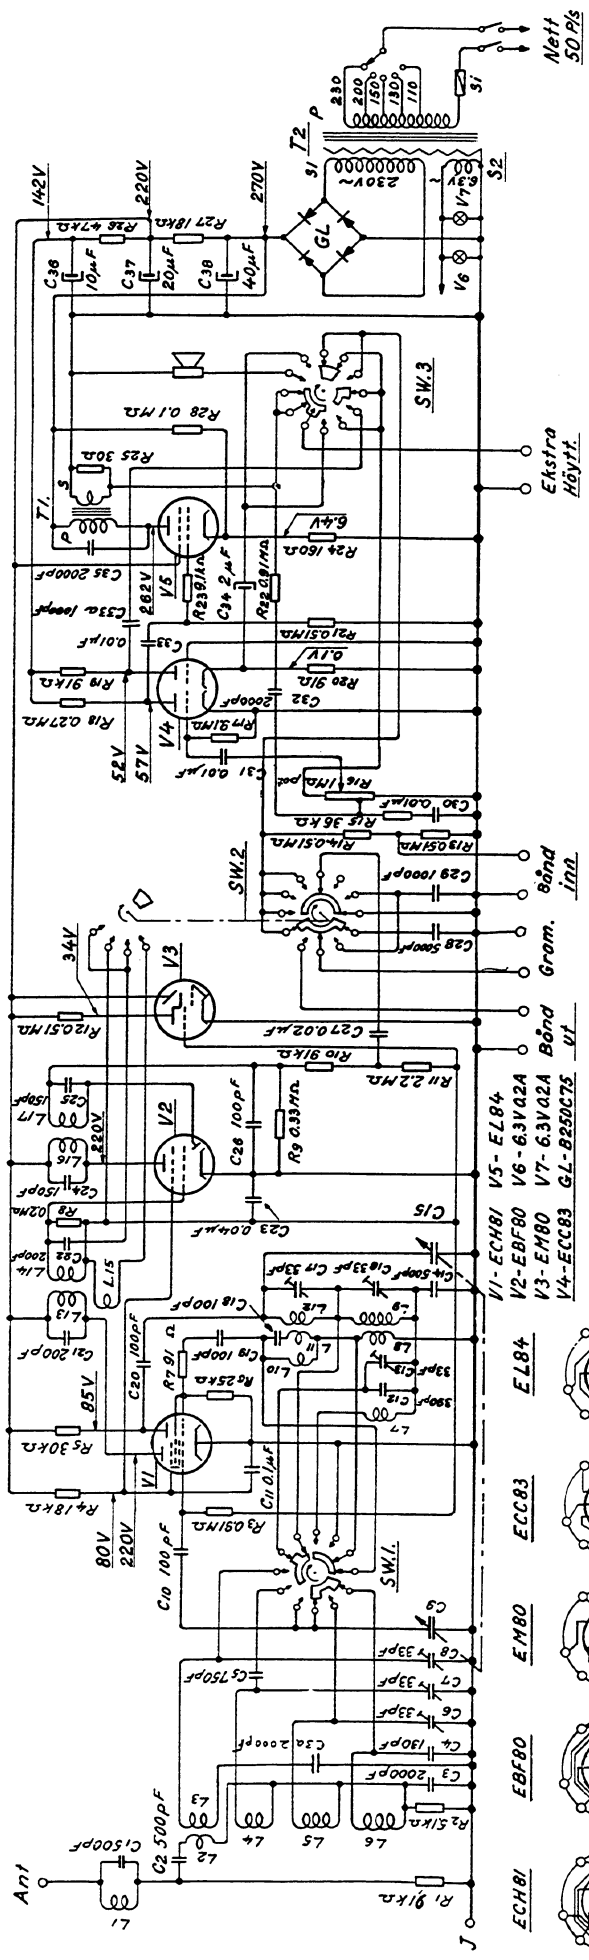 Ant
J
L1
C1 500pF
C2 500pF
R1 9,1kΩ
L2
L3
L4
L5
L6
R2 5,1kΩ
C3 2000pF
C3a 2000pF
C4 130pF
C5 750pF
C6
33pF
C7
33pF
C8
33pF
C9
C10 100pF
SW.1.
R3 0.91MΩ
R4 18kΩ
80V
220V
R5 30kΩ
85V
V1
C11 0.1µF
R6 25kΩ
R7 91 Ω
C19 100pF
C18 100pF
C20 100pF
L7
L8
L9
L10
L11
L12
C12
390pF
C13
33pF
C14 500pF
C15
C16 33pF
C17 33pF
C21 200pF
L13
L14
C22
200pF
L15
R8
0.2MΩ
C23 0.04µF
C24 150pF
L16
220V
L17
C25
150pF
V2
C26 100pF
R9 0.33MΩ
R10 91kΩ
R11 2.2MΩ
R12 0.51MΩ
34V
V3
C27 0.02µF
SW.2
C28 5000pF
C29 1000pF
R13 0.51MΩ
R14 0.51MΩ
R15
36kΩ
C30
0.01µF
R16
1MΩ pot
C31 0.01µF
R17 9.1MΩ
V4
R18 0.27MΩ
57V
52V
R19 91kΩ
C32
2000pF
R20 91Ω
0.1V
R21 0.51MΩ
R22 0.91MΩ
C33
0.01µF
C33a 1000pF
R23 9.1kΩ
C34 2µF
R24 160Ω
6.4V
V5
262V
C35 2000pF
T1.
P
S
R25 30Ω
R28 0.1MΩ
SW.3
142V
R26 47kΩ
220V
R27 18kΩ
270V
C36
10µF
C37
20µF
C38
40µF
GL
S1
T2
P
230V~
230
200
150
130
110
Si
~
6.3V
S2
V7
V6
Nett
50 P/s
Bånd
ut
Gram.
Bånd
inn
Ekstra
Høytt.
V1 - ECH81
V2 - EBF80
V3 - EM80
V4 - ECC83
V5 - EL84
V6 - 6.3V 0.2A
V7 - 6.3V 0.2A
GL - B250C75
ECH81
EBF80
EM80
ECC83
EL84